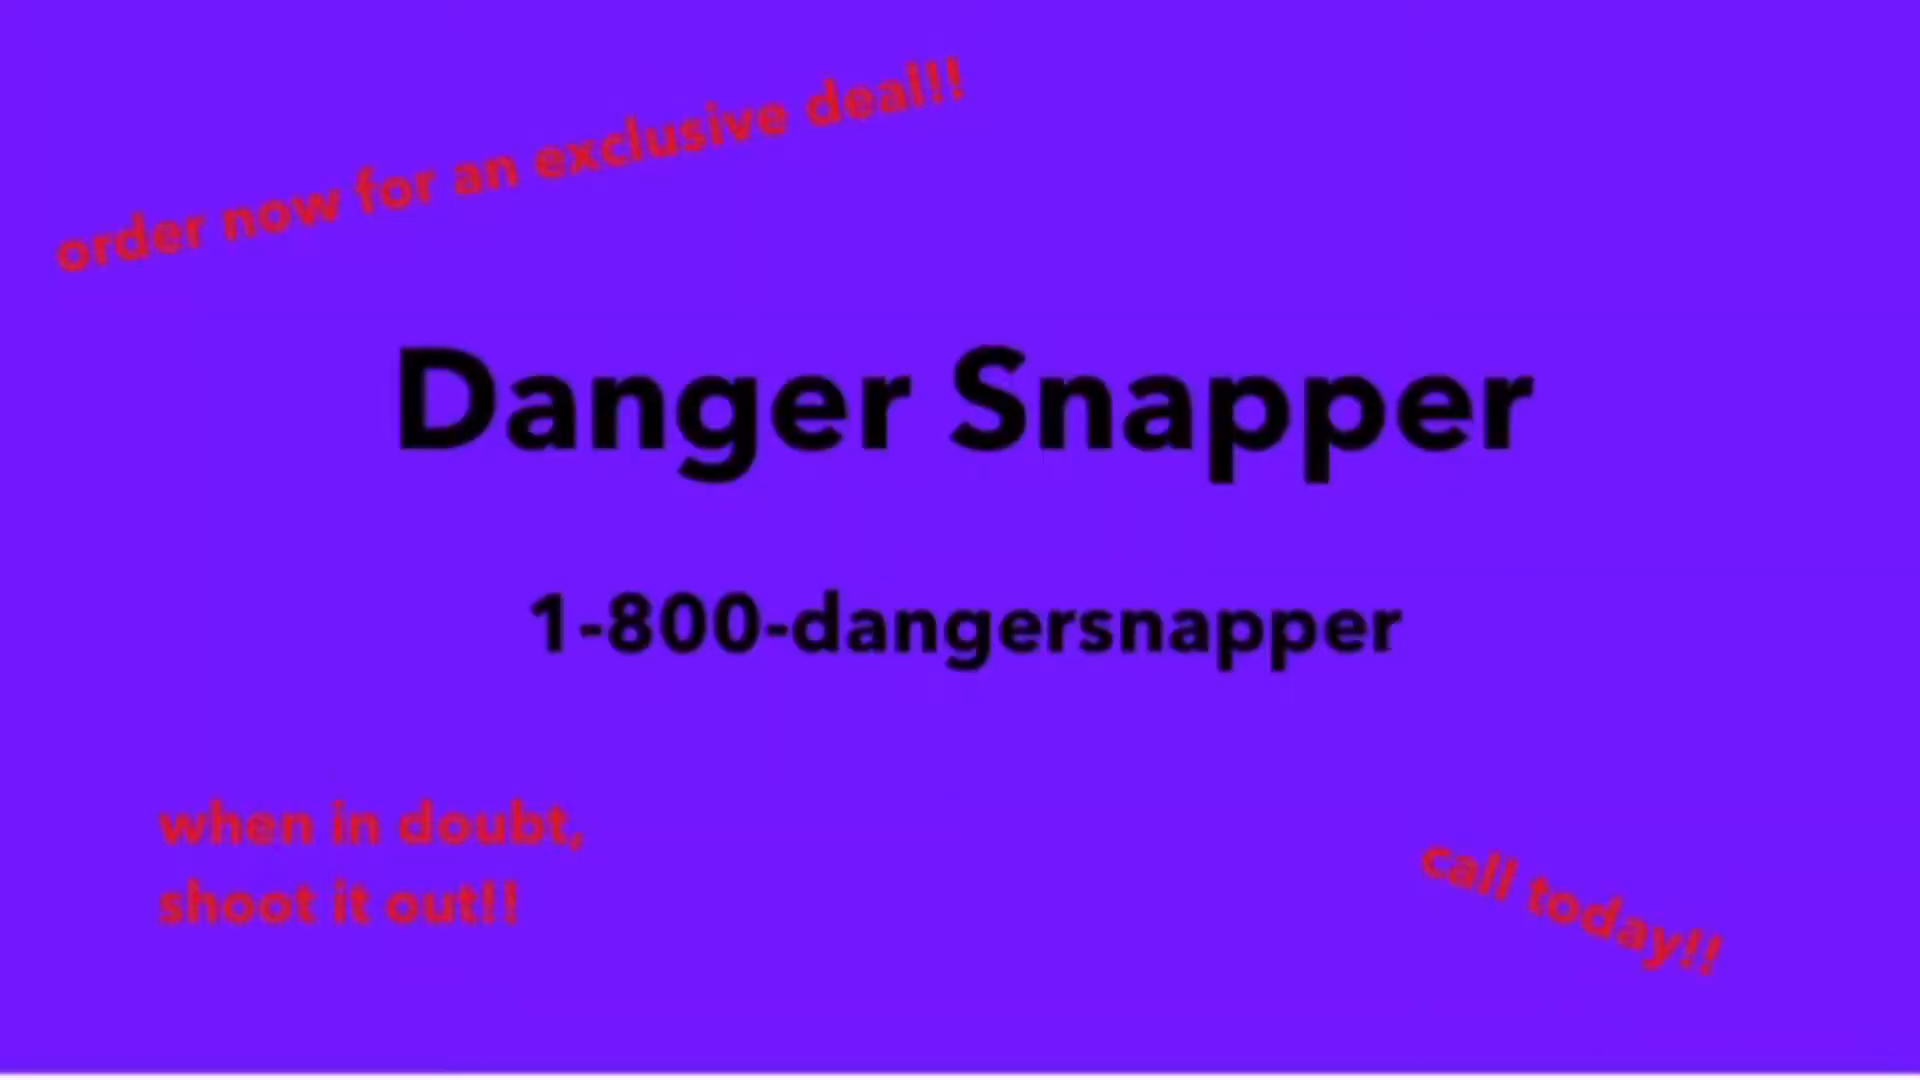 order now for an exclusive deal!!
Danger Snapper
1-800-dangersnapper
when in doubt,
shoot it out!!
call today!!